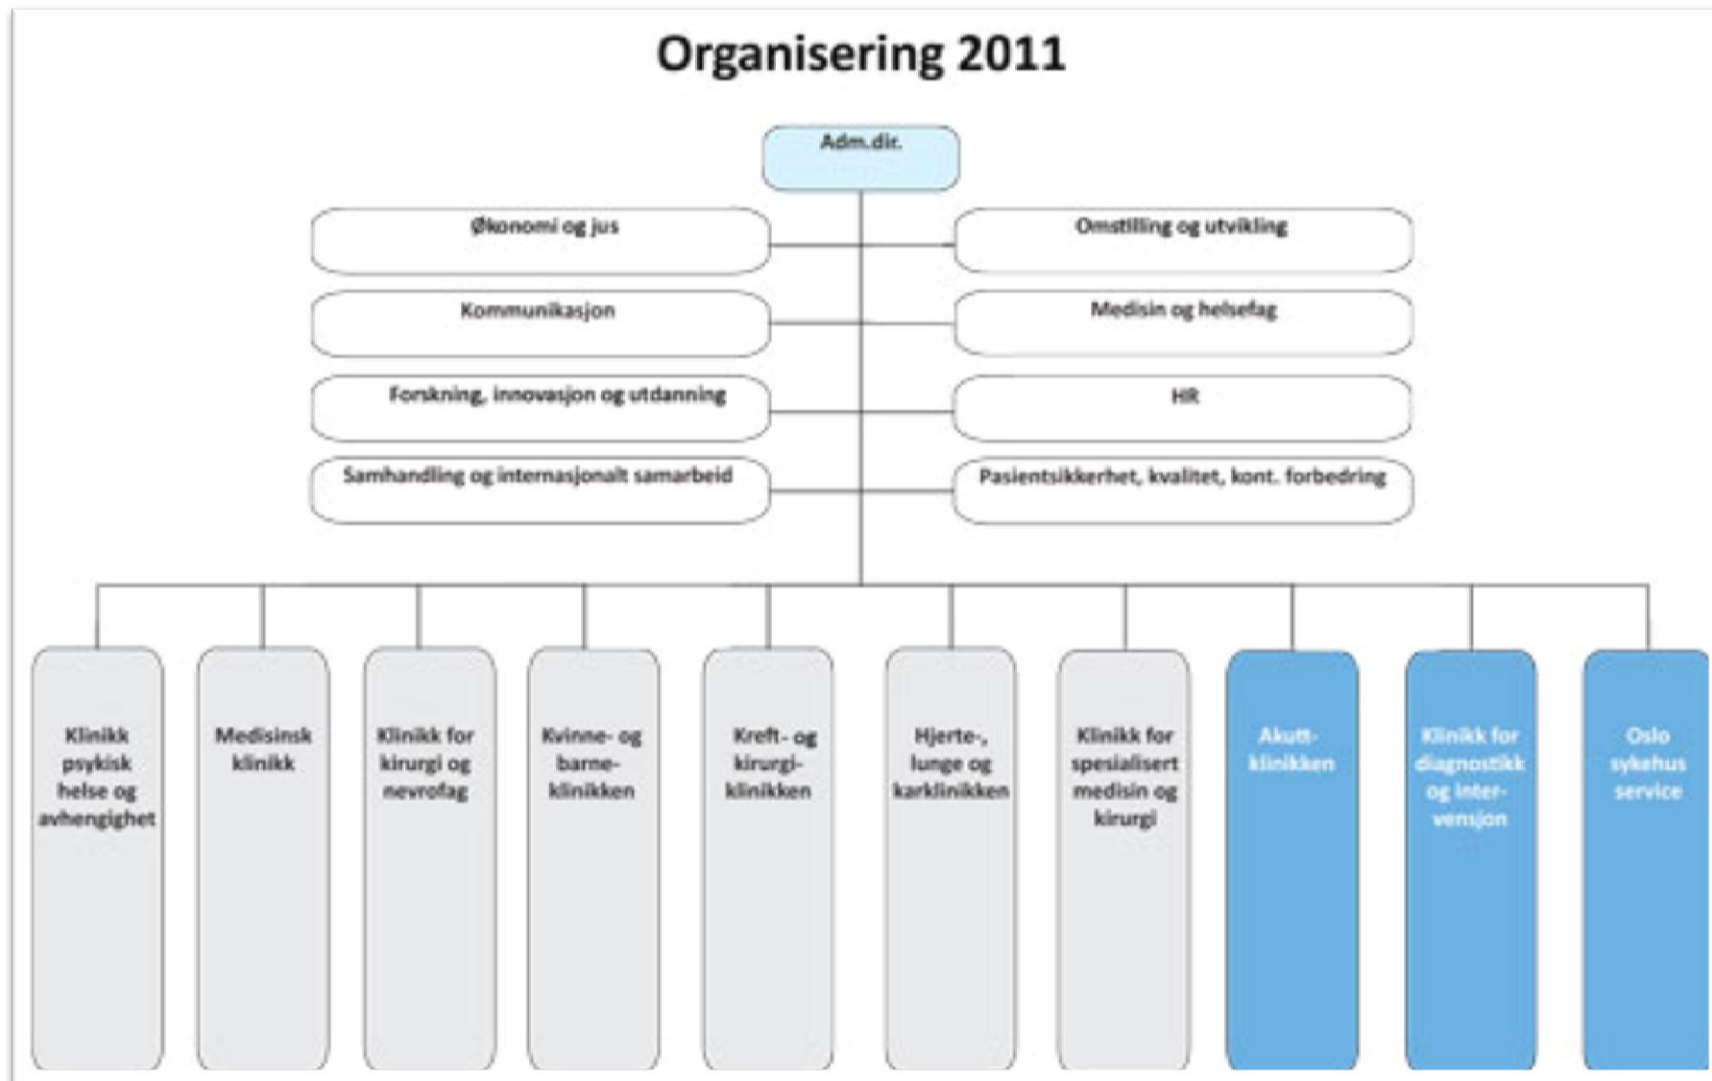 Organisering 2011
Adm.dir.
Økonomi og jus
Omstilling og utvikling
Kommunikasjon
Medisin og helsefag
Forskning, innovasjon og utdanning
HR
Samhandling og internasjonalt samarbeid
Pasientsikkerhet, kvalitet, kont. forbedring
Klinikk
psykisk
helse og
avhengighet
Medisinsk
klinikk
Klinikk for
kirurgi og
nevrofag
Kvinne- og
barne-
klinikken
Kreft- og
kirurgi-
klinikken
Hjerte-,
lunge og
karklinikken
Klinikk for
spesialisert
medisin og
kirurgi
Akutt-
klinikken
Klinikk for
diagnostikk
og inter-
vensjon
Oslo
sykehus
service